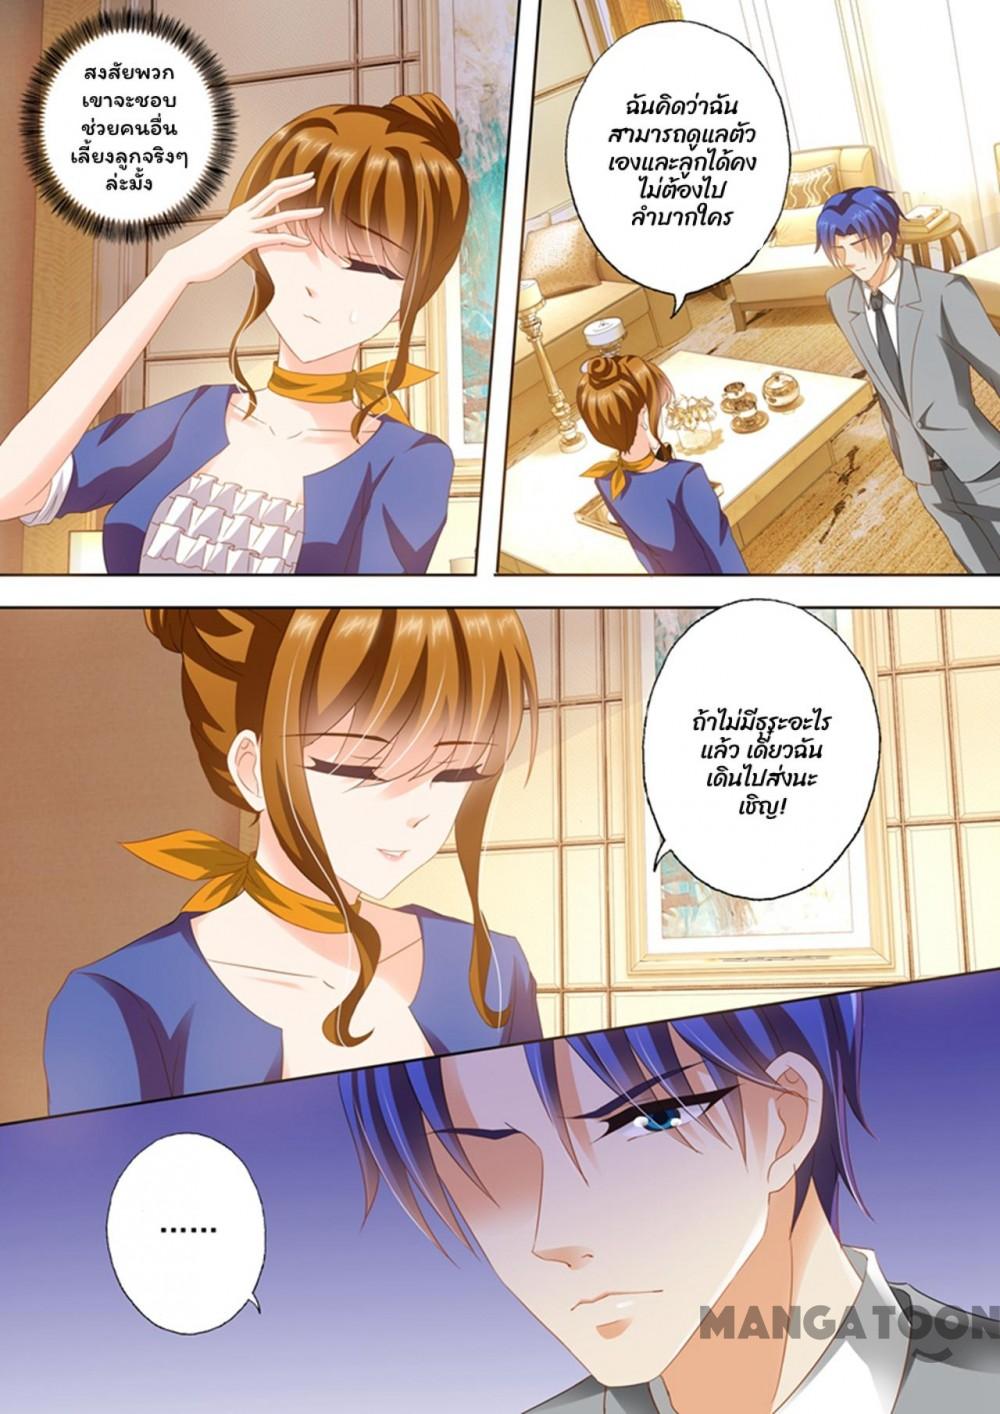 สงสัยพวก
เขาจะชอบ
ช่วยคนอื่น
เลี้ยงลูกจริงๆ
ล่ะมั้ง
ฉันคิดว่าฉัน
สามารถดูแลตัว
เองและลูกได้คง
ไม่ต้องไป
ลำบากใคร
ถ้าไม่มีธุระอะไร
แล้ว เดี๋ยวฉัน
เดินไปส่งนะ
เชิญ!
......
MANGATOON